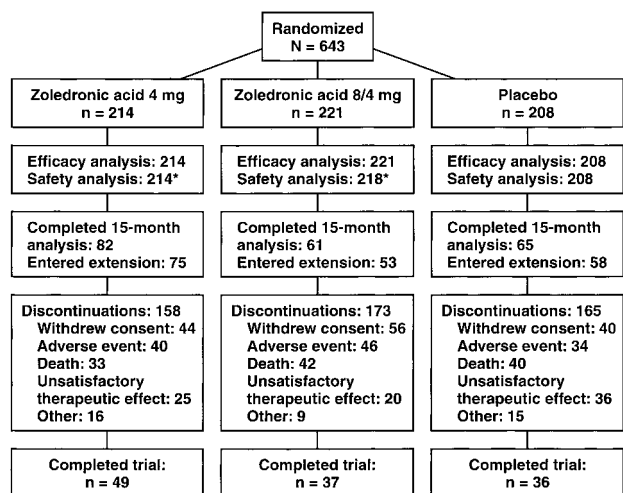 Randomized
N = 643
Zoledronic acid 4 mg
n = 214
Zoledronic acid 8/4 mg
n = 221
Placebo
n = 208
Efficacy analysis: 214
Safety analysis: 214*
Efficacy analysis: 221
Safety analysis: 218*
Efficacy analysis: 208
Safety analysis: 208
Completed 15-month
analysis: 82
Entered extension: 75
Completed 15-month
analysis: 61
Entered extension: 53
Completed 15-month
analysis: 65
Entered extension: 58
Discontinuations: 158
Withdrew consent: 44
Adverse event: 40
Death: 33
Unsatisfactory
therapeutic effect: 25
Other: 16
Discontinuations: 173
Withdrew consent: 56
Adverse event: 46
Death: 42
Unsatisfactory
therapeutic effect: 20
Other: 9
Discontinuations: 165
Withdrew consent: 40
Adverse event: 34
Death: 40
Unsatisfactory
therapeutic effect: 36
Other: 15
Completed trial:
n = 49
Completed trial:
n = 37
Completed trial:
n = 36